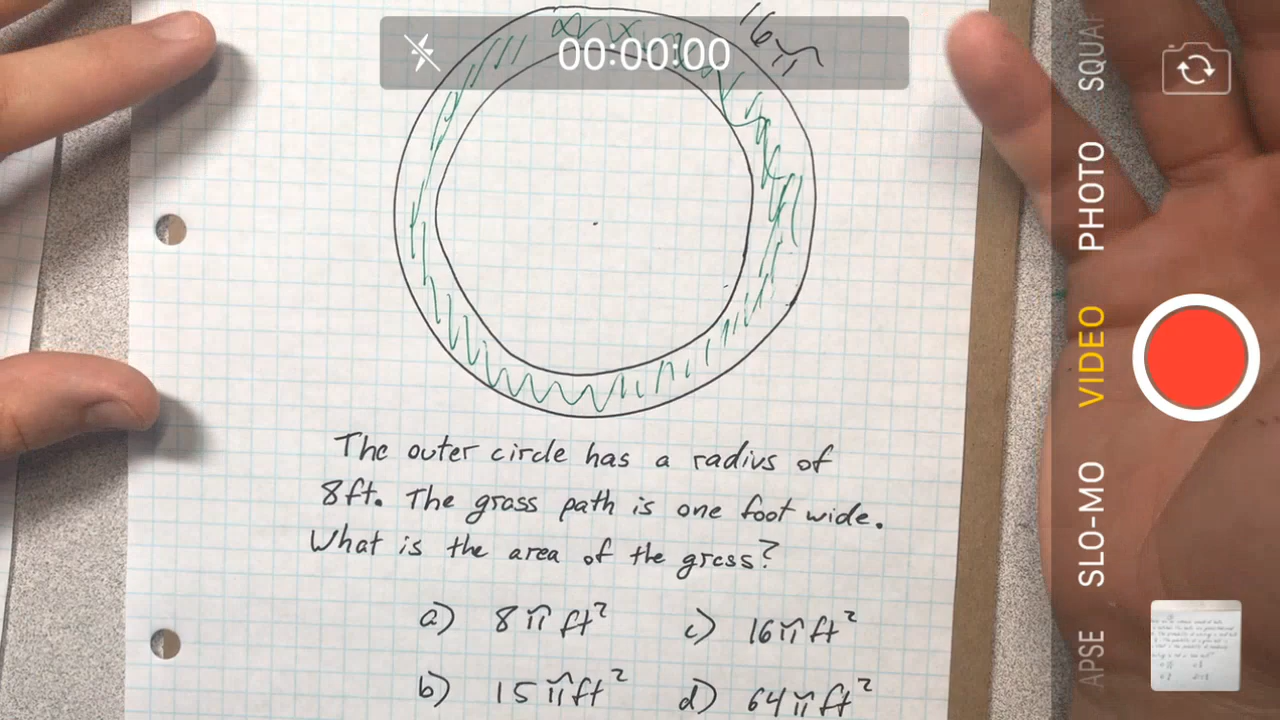 00:00:00
16π
The outer circle has a radius of
8ft. The grass path is one foot wide.
What is the area of the grass?
a) 8π ft² c) 16π ft²
b) 15π ft² d) 64π ft²
SQUAR
PHOTO
VIDEO
SLO-MO
APSE